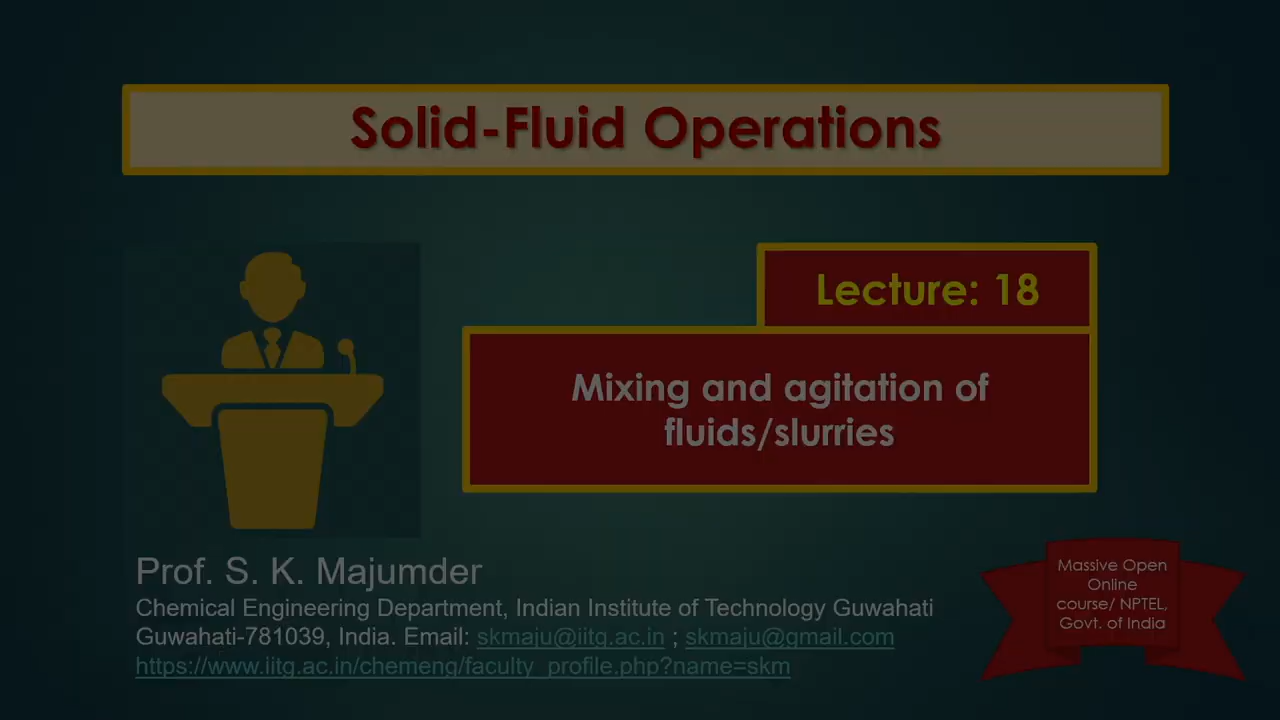 Solid-Fluid Operations
Lecture: 18
Mixing and agitation of
fluids/slurries
Prof. S. K. Majumder
Chemical Engineering Department, Indian Institute of Technology Guwahati
Guwahati-781039, India. Email: skmaju@iitg.ac.in ; skmaju@gmail.com
https://www.iitg.ac.in/chemeng/faculty_profile.php?name=skm
Massive Open
Online
course/ NPTEL,
Govt. of India